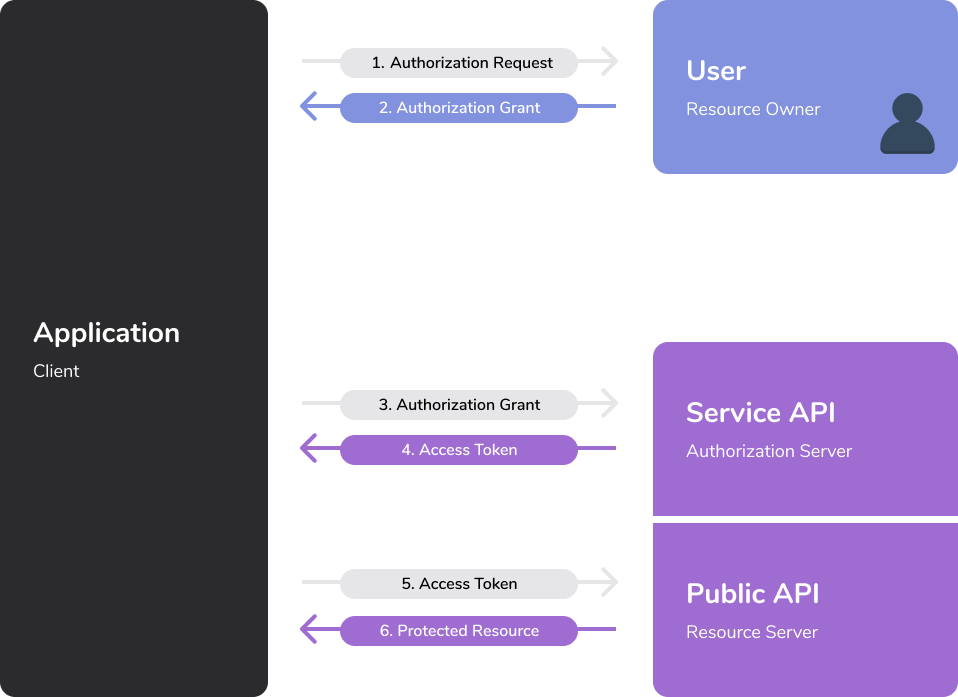 1. Authorization Request
User
2. Authorization Grant
Resource Owner
Application
Client
3. Authorization Grant
Service API
4. Access Token
Authorization Server
5. Access Token
Public API
6. Protected Resource
Resource Server